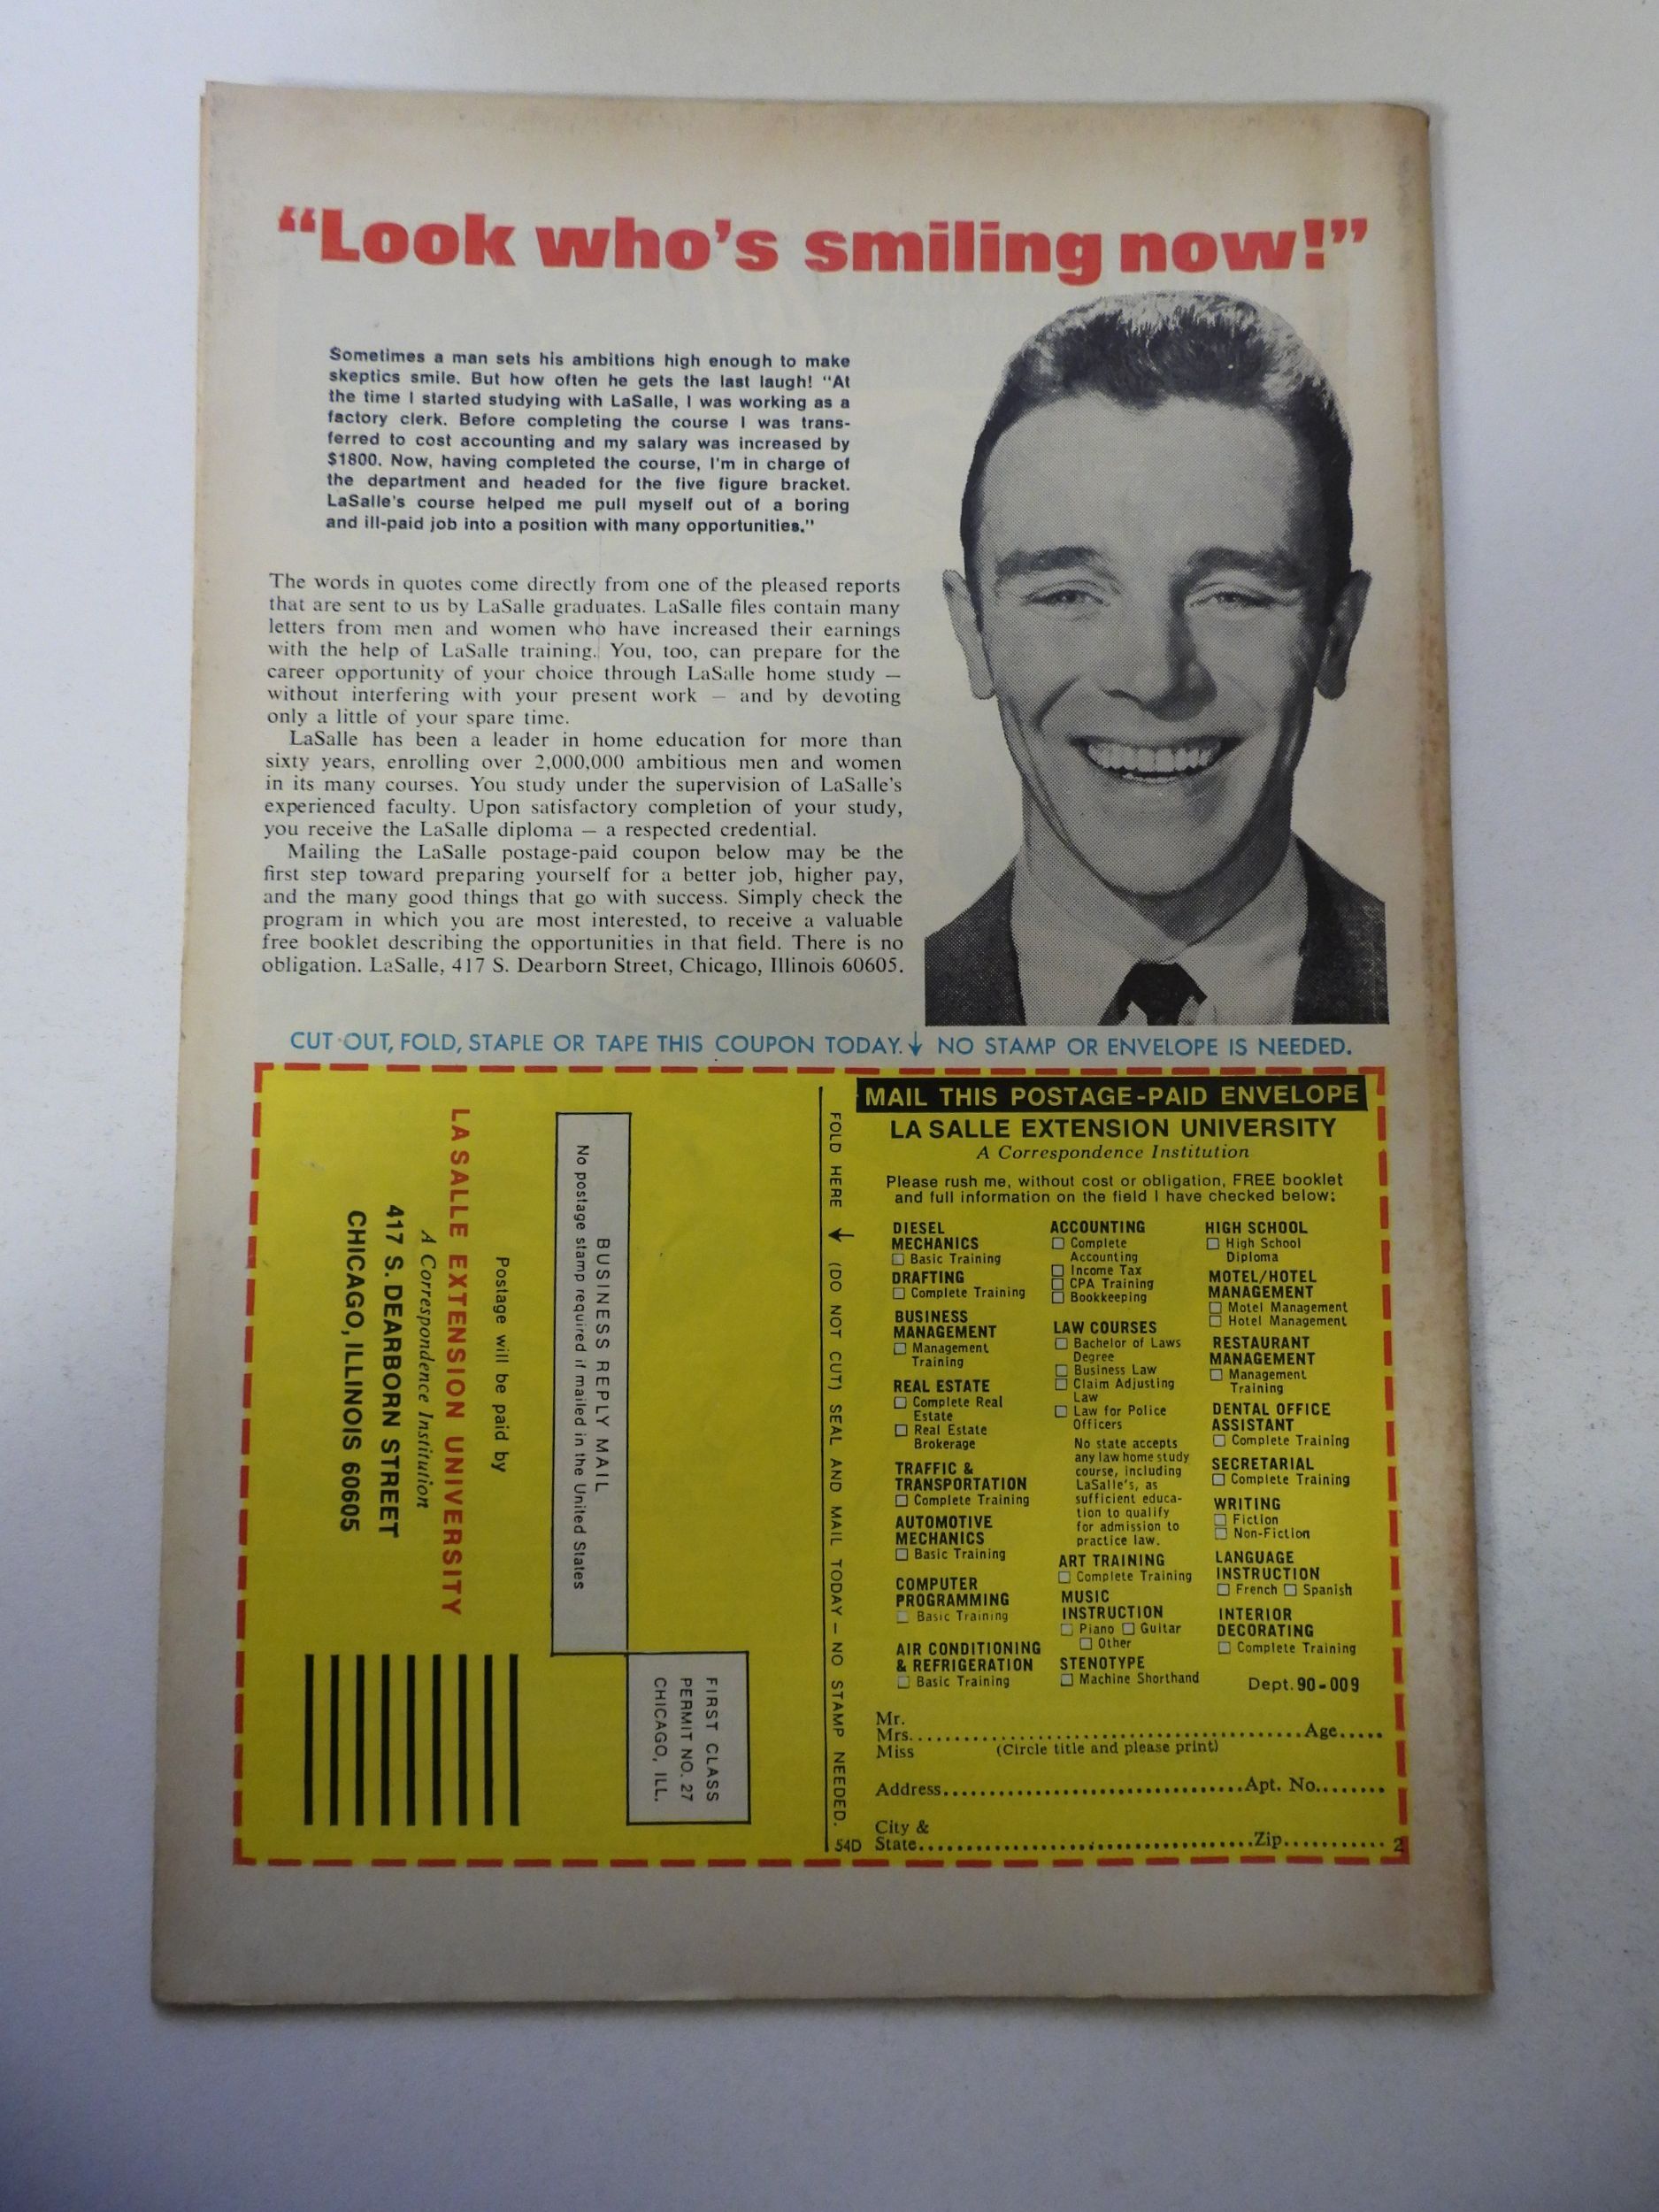 “Look who’s smiling now!”
Sometimes a man sets his ambitions high enough to make
skeptics smile. But how often he gets the last laugh! “At
the time I started studying with LaSalle, I was working as a
factory clerk. Before completing the course I was trans-
ferred to cost accounting and my salary was increased by
$1800. Now, having completed the course, I'm in charge of
the department and headed for the five figure bracket.
LaSalle's course helped me pull myself out of a boring
and ill-paid job into a position with many opportunities."
The words in quotes come directly from one of the pleased reports
that are sent to us by LaSalle graduates. LaSalle files contain many
letters from men and women who have increased their earnings
with the help of LaSalle training. You, too, can prepare for the
career opportunity of your choice through LaSalle home study —
without interfering with your present work — and by devoting
only a little of your spare time.
LaSalle has been a leader in home education for more than
sixty years, enrolling over 2,000,000 ambitious men and women
in its many courses. You study under the supervision of LaSalle's
experienced faculty. Upon satisfactory completion of your study,
you receive the LaSalle diploma — a respected credential.
Mailing the LaSalle postage-paid coupon below may be the
first step toward preparing yourself for a better job, higher pay,
and the many good things that go with success. Simply check the
program in which you are most interested, to receive a valuable
free booklet describing the opportunities in that field. There is no
obligation. LaSalle, 417 S. Dearborn Street, Chicago, Illinois 60605.
CUT OUT, FOLD, STAPLE OR TAPE THIS COUPON TODAY. ↓ NO STAMP OR ENVELOPE IS NEEDED.
FIRST CLASS
PERMIT NO. 27
CHICAGO, ILL.
BUSINESS REPLY MAIL
No postage stamp required if mailed in the United States
Postage will be paid by
LA SALLE EXTENSION UNIVERSITY
A Correspondence Institution
417 S. DEARBORN STREET
CHICAGO, ILLINOIS 60605
FOLD HERE → (DO NOT CUT) SEAL AND MAIL TODAY — NO STAMP NEEDED.
MAIL THIS POSTAGE-PAID ENVELOPE
LA SALLE EXTENSION UNIVERSITY
A Correspondence Institution
Please rush me, without cost or obligation, FREE booklet
and full information on the field I have checked below:
DIESEL
MECHANICS
☐ Basic Training
DRAFTING
☐ Complete Training
BUSINESS
MANAGEMENT
☐ Management
Training
REAL ESTATE
☐ Complete Real
Estate
☐ Real Estate
Brokerage
TRAFFIC &
TRANSPORTATION
☐ Complete Training
AUTOMOTIVE
MECHANICS
☐ Basic Training
COMPUTER
PROGRAMMING
☐ Basic Training
AIR CONDITIONING
& REFRIGERATION
☐ Basic Training
ACCOUNTING
☐ Complete
Accounting
☐ Income Tax
☐ CPA Training
☐ Bookkeeping
LAW COURSES
☐ Bachelor of Laws
Degree
☐ Business Law
☐ Claim Adjusting
Law
☐ Law for Police
Officers
No state accepts
any law home study
course, including
LaSalle's, as
sufficient educa-
tion to qualify
for admission to
practice law.
ART TRAINING
☐ Complete Training
MUSIC
INSTRUCTION
☐ Piano ☐ Guitar
☐ Other
STENOTYPE
☐ Machine Shorthand
HIGH SCHOOL
☐ High School
Diploma
MOTEL/HOTEL
MANAGEMENT
☐ Motel Management
☐ Hotel Management
RESTAURANT
MANAGEMENT
☐ Management
Training
DENTAL OFFICE
ASSISTANT
☐ Complete Training
SECRETARIAL
☐ Complete Training
WRITING
☐ Fiction
☐ Non-Fiction
LANGUAGE
INSTRUCTION
☐ French ☐ Spanish
INTERIOR
DECORATING
☐ Complete Training
Dept. 90-009
Mr.
Mrs. Age
Miss (Circle title and please print)
Address Apt. No.
City &
State Zip
54D
2